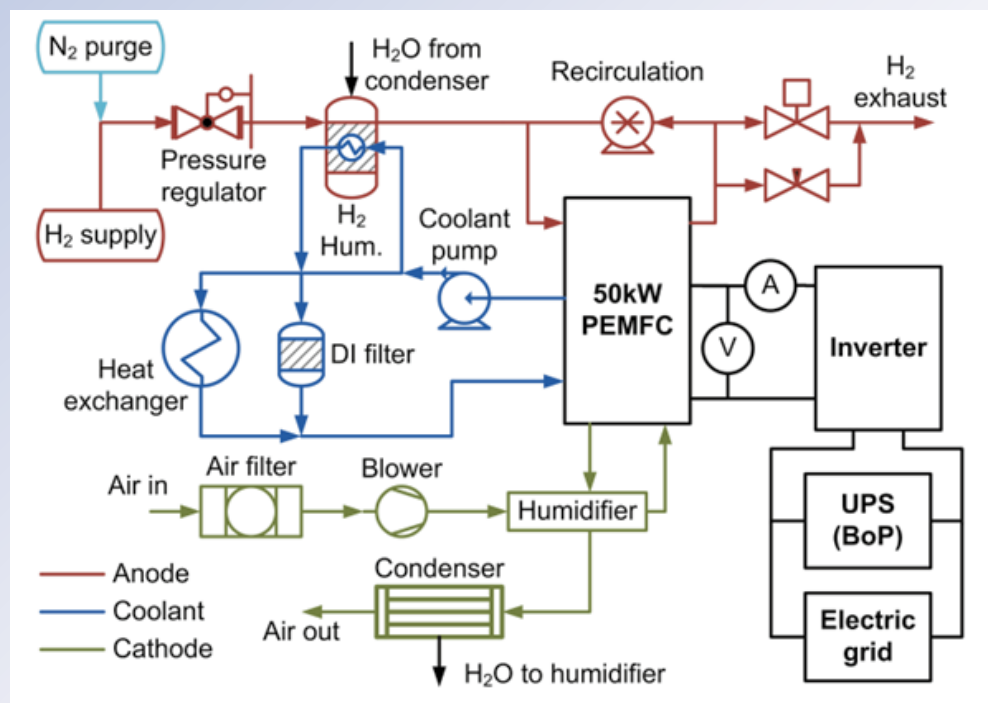 N₂ purge
H₂O from
condenser
Recirculation
H₂
exhaust
Pressure
regulator
H₂ supply
H₂
Hum.
Coolant
pump
50kW
PEMFC
A
V
Inverter
DI filter
Heat
exchanger
Air in
Air filter
Blower
Humidifier
UPS
(BoP)
Anode
Coolant
Cathode
Condenser
Air out
Electric
grid
H₂O to humidifier